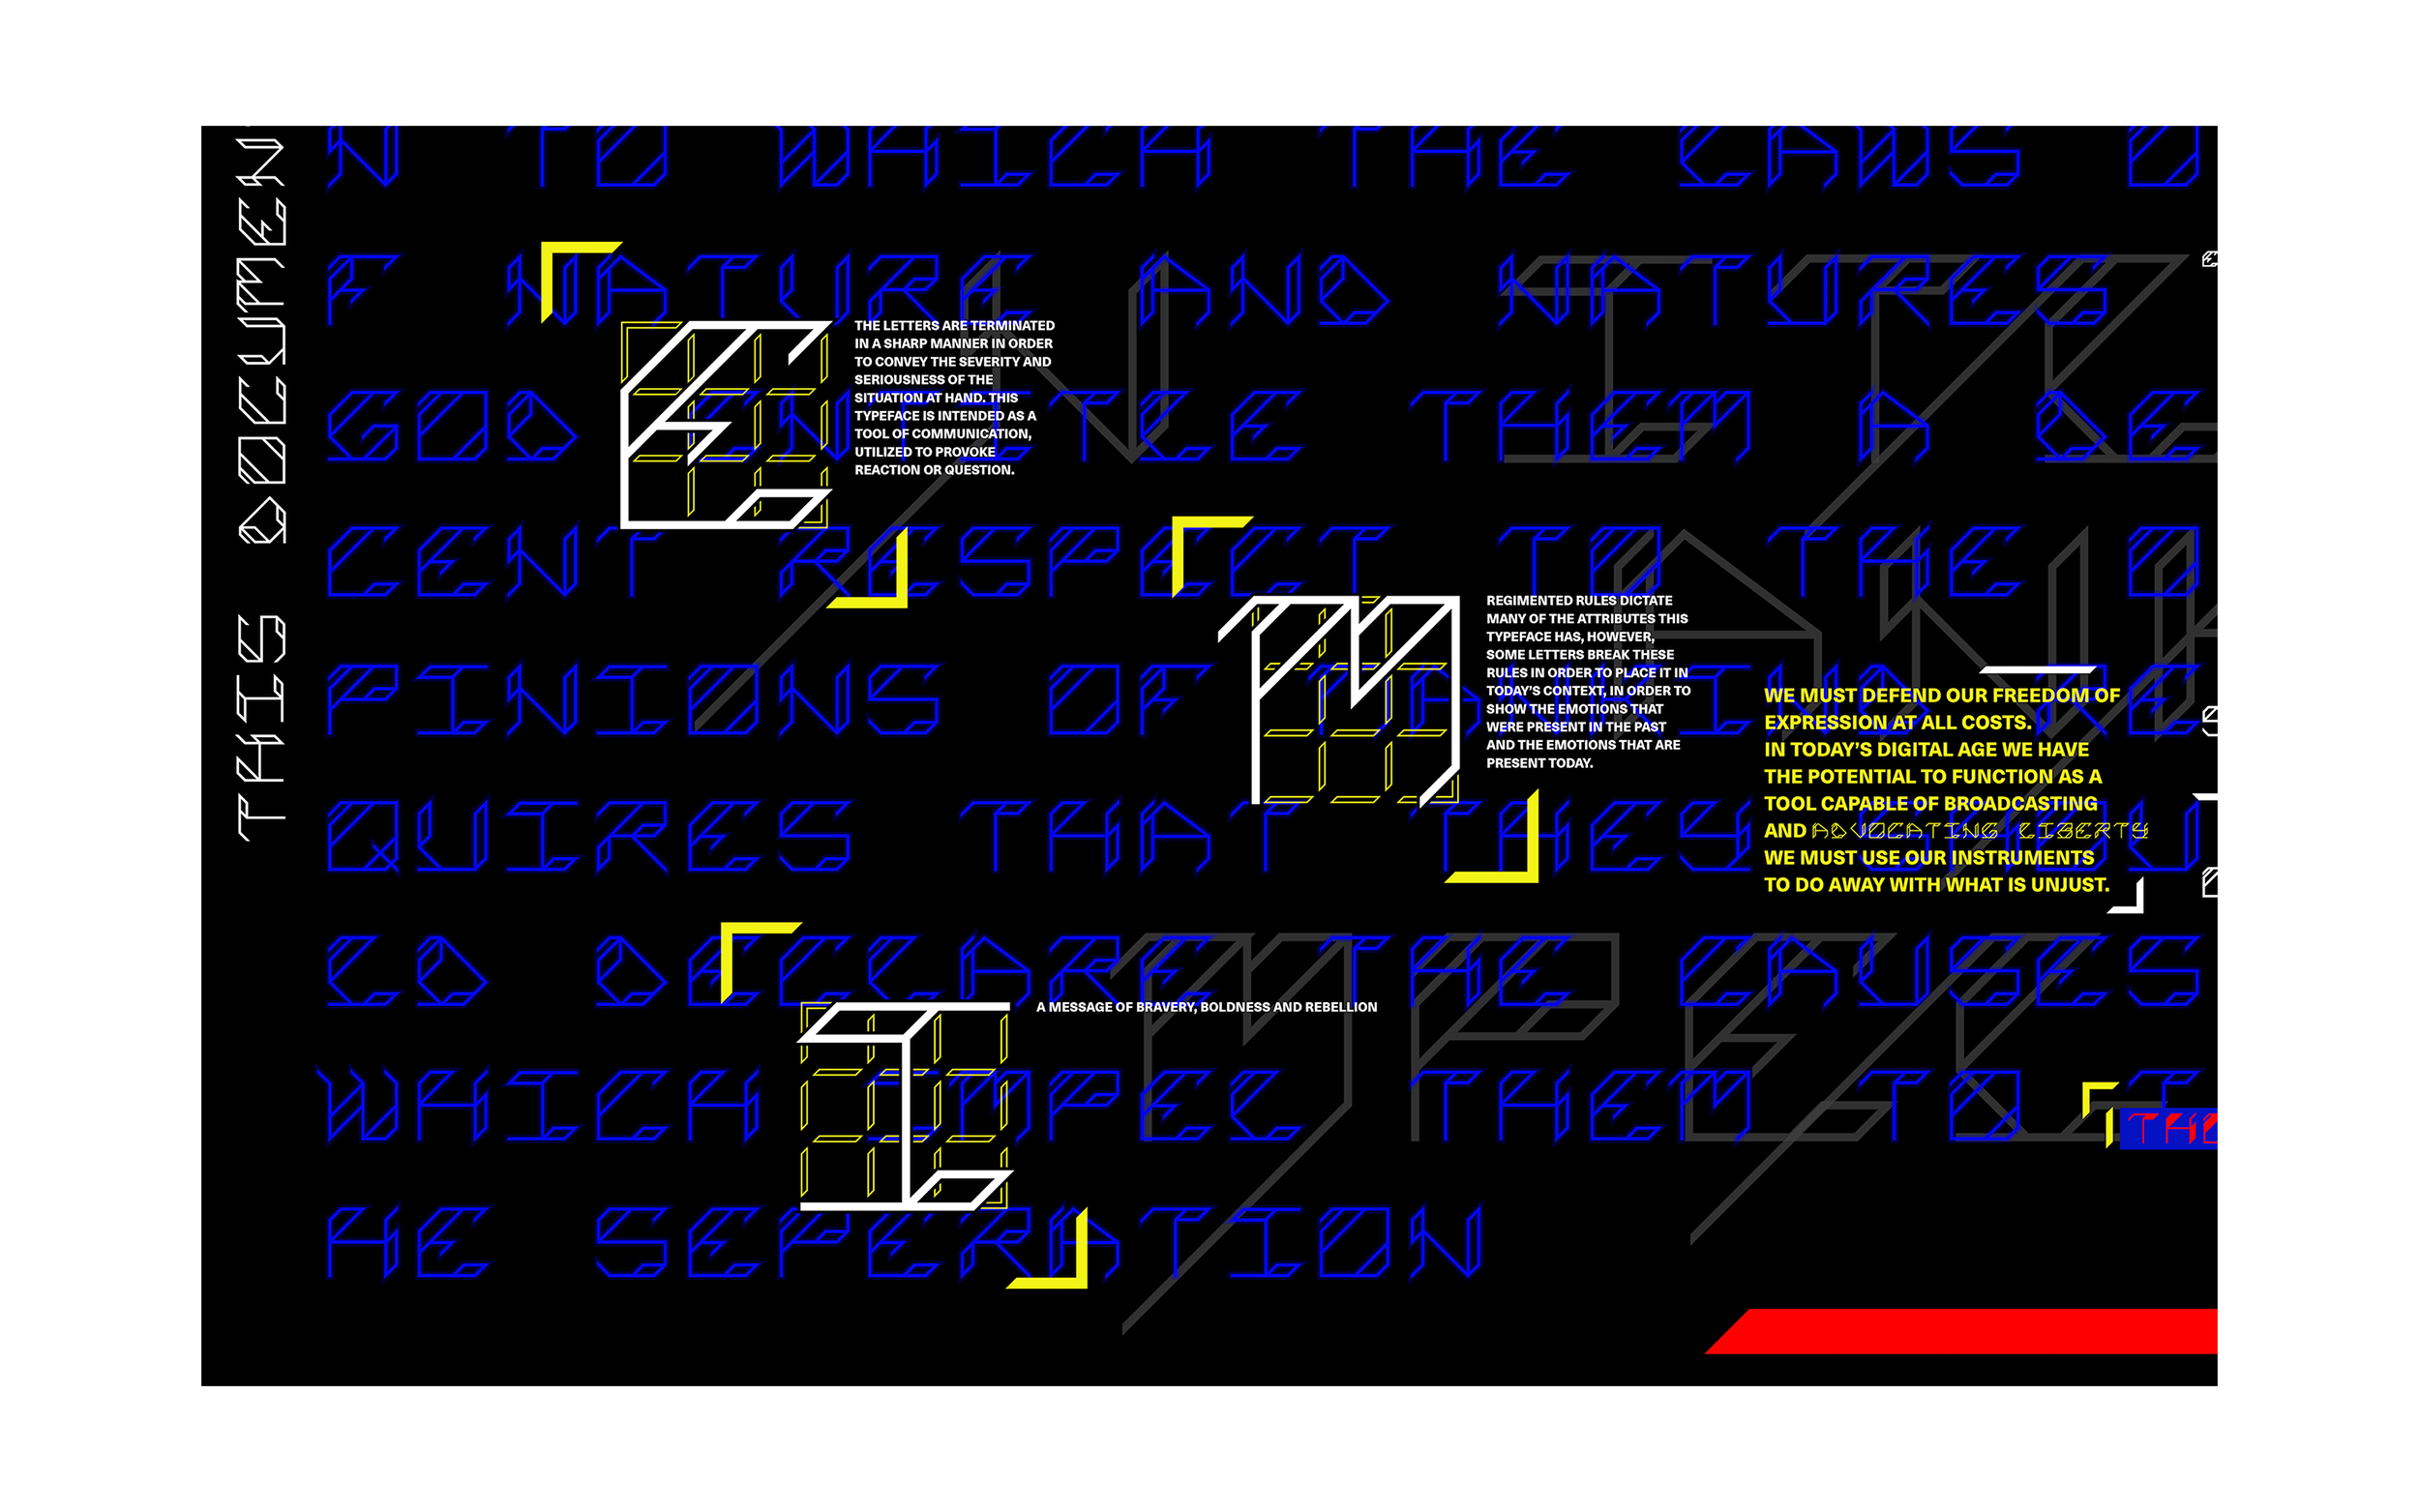 THIS DOCUMEN
N TO WHICH THE LAWS O
F NATURE AND NATURES
GOD ENTITLE THEM A DE
CENT RESPECT TO THE O
PINIONS OF MANKIND RE
QUIRES THAT THEY SHOU
LD DECLARE THE CAUSES
WHICH IMPEL THEM TO T
HE SEPERATION
E
THE LETTERS ARE TERMINATED
IN A SHARP MANNER IN ORDER
TO CONVEY THE SEVERITY AND
SERIOUSNESS OF THE
SITUATION AT HAND. THIS
TYPEFACE IS INTENDED AS A
TOOL OF COMMUNICATION,
UTILIZED TO PROVOKE
REACTION OR QUESTION.
M
REGIMENTED RULES DICTATE
MANY OF THE ATTRIBUTES THIS
TYPEFACE HAS, HOWEVER,
SOME LETTERS BREAK THESE
RULES IN ORDER TO PLACE IT IN
TODAY'S CONTEXT, IN ORDER TO
SHOW THE EMOTIONS THAT
WERE PRESENT IN THE PAST
AND THE EMOTIONS THAT ARE
PRESENT TODAY.
WE MUST DEFEND OUR FREEDOM OF
EXPRESSION AT ALL COSTS.
IN TODAY'S DIGITAL AGE WE HAVE
THE POTENTIAL TO FUNCTION AS A
TOOL CAPABLE OF BROADCASTING
AND ADVOCATING LIBERTY
WE MUST USE OUR INSTRUMENTS
TO DO AWAY WITH WHAT IS UNJUST.
I
A MESSAGE OF BRAVERY, BOLDNESS AND REBELLION